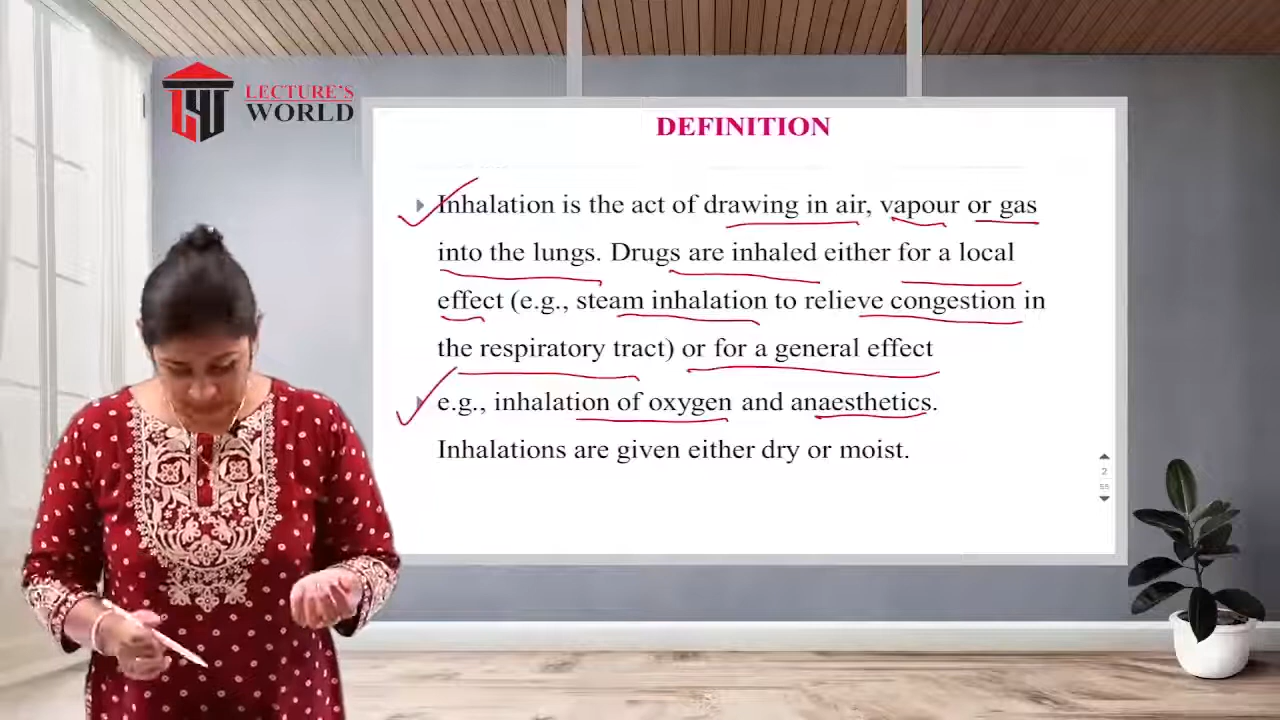 LECTURE'S
WORLD
DEFINITION
Inhalation is the act of drawing in air, vapour or gas
into the lungs. Drugs are inhaled either for a local
effect (e.g., steam inhalation to relieve congestion in
the respiratory tract) or for a general effect
e.g., inhalation of oxygen and anaesthetics.
Inhalations are given either dry or moist.
2
55